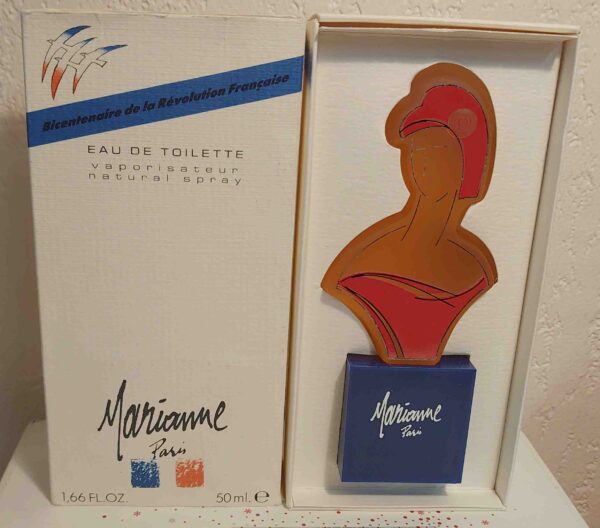 Bicentenaire de la Révolution Française
EAU DE TOILETTE
vaporisateur
natural spray
Marianne
Paris
1,66 FL.OZ. 50 ml. ℮
Marianne
Paris